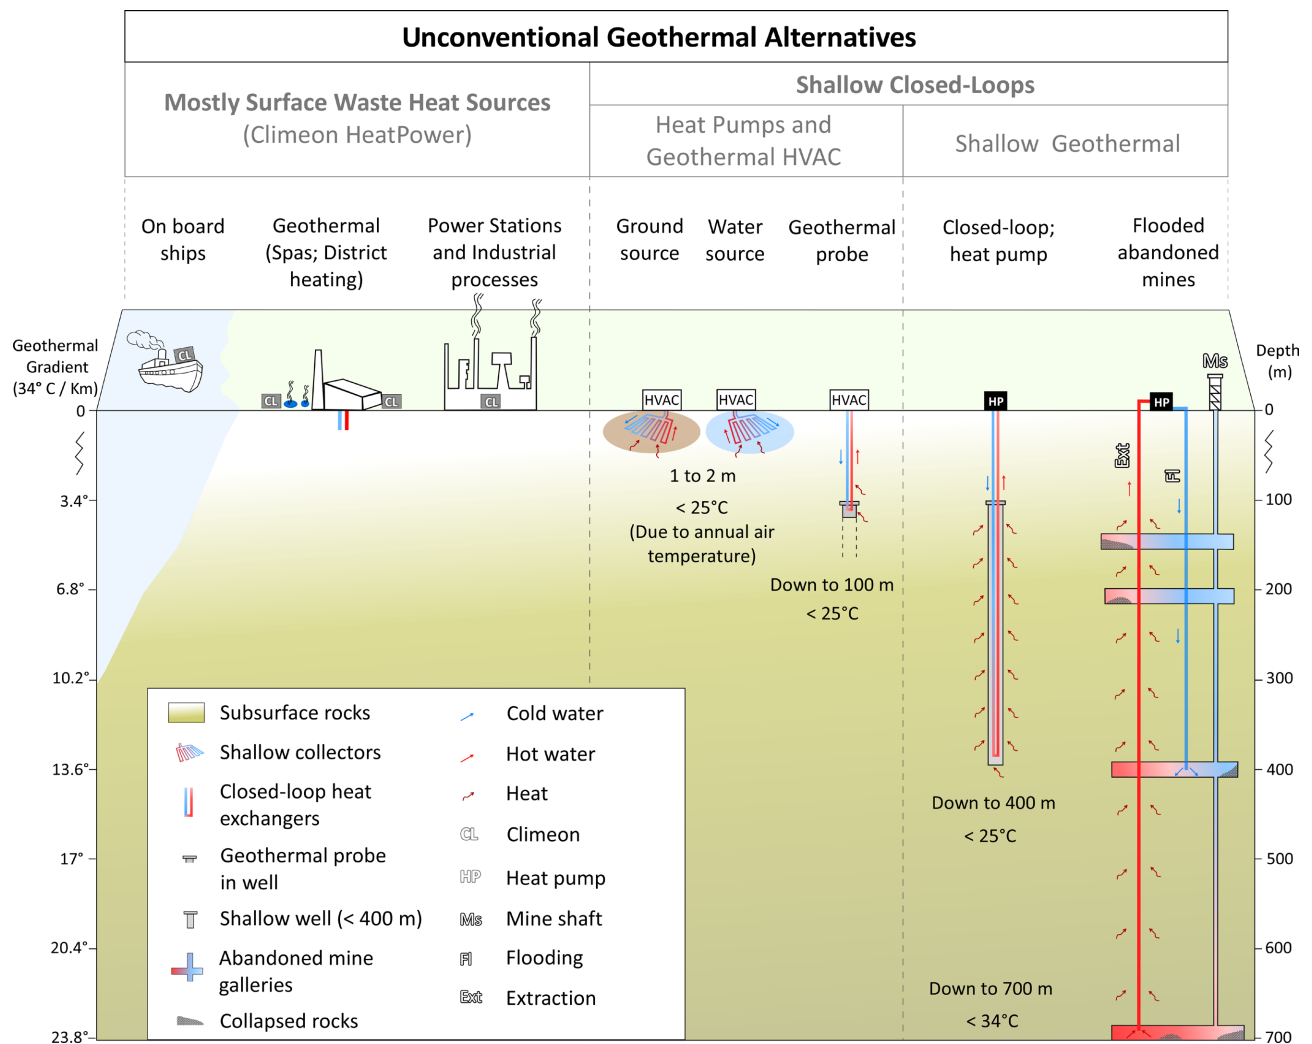 Unconventional Geothermal Alternatives
Mostly Surface Waste Heat Sources
(Climeon HeatPower)
Shallow Closed-Loops
Heat Pumps and
Geothermal HVAC
Shallow Geothermal
On board
ships
Geothermal
(Spas; District
heating)
Power Stations
and Industrial
processes
Ground
source
Water
source
Geothermal
probe
Closed-loop;
heat pump
Flooded
abandoned
mines
Geothermal
Gradient
(34° C / Km)
Depth
(m)
CL
CL
CL
CL
HVAC
HVAC
HVAC
HP
HP
Ms
Ext
Fl
0
3.4°
6.8°
10.2°
13.6°
17°
20.4°
23.8°
0
100
200
300
400
500
600
700
1 to 2 m
< 25°C
(Due to annual air
temperature)
Down to 100 m
< 25°C
Down to 400 m
< 25°C
Down to 700 m
< 34°C
Subsurface rocks
Shallow collectors
Closed-loop heat
exchangers
Geothermal probe
in well
Shallow well (< 400 m)
Abandoned mine
galleries
Collapsed rocks
Cold water
Hot water
Heat
CL Climeon
HP Heat pump
Ms Mine shaft
Fl Flooding
Ext Extraction